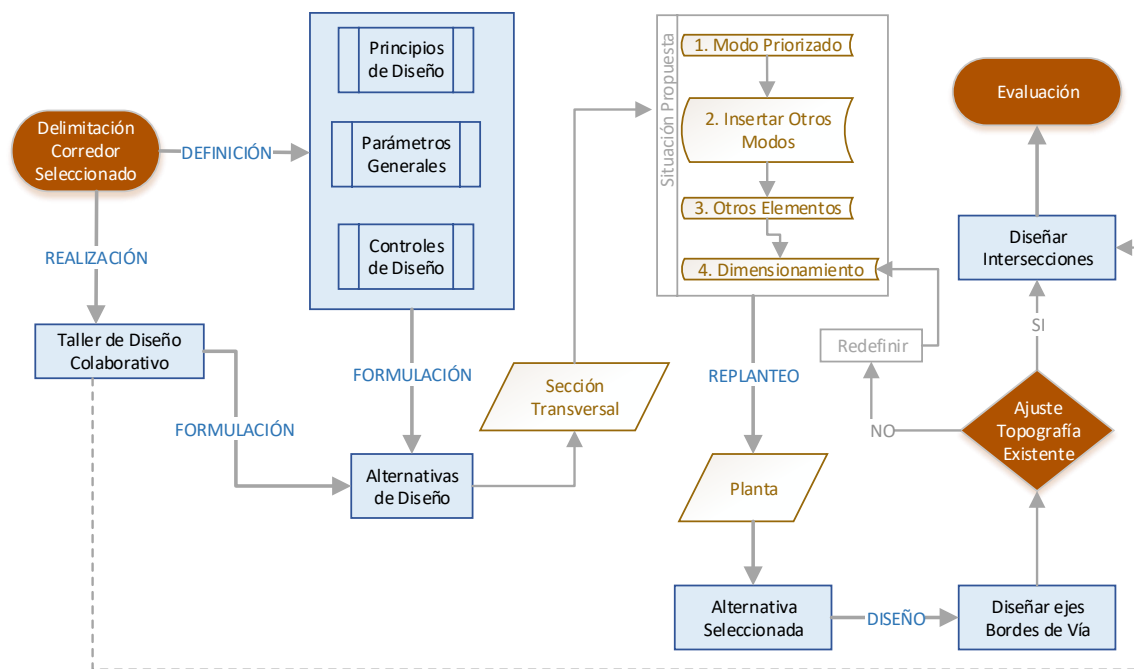 Delimitación
Corredor
Seleccionado
DEFINICIÓN
Principios
de Diseño
Parámetros
Generales
Controles
de Diseño
REALIZACIÓN
Taller de Diseño
Colaborativo
FORMULACIÓN
FORMULACIÓN
Alternativas
de Diseño
Sección
Transversal
Situación Propuesta
1. Modo Priorizado
2. Insertar Otros
Modos
3. Otros Elementos
4. Dimensionamiento
REPLANTEO
Planta
Alternativa
Seleccionada
DISEÑO
Diseñar ejes
Bordes de Vía
Ajuste
Topografía
Existente
NO
Redefinir
SI
Diseñar
Intersecciones
Evaluación